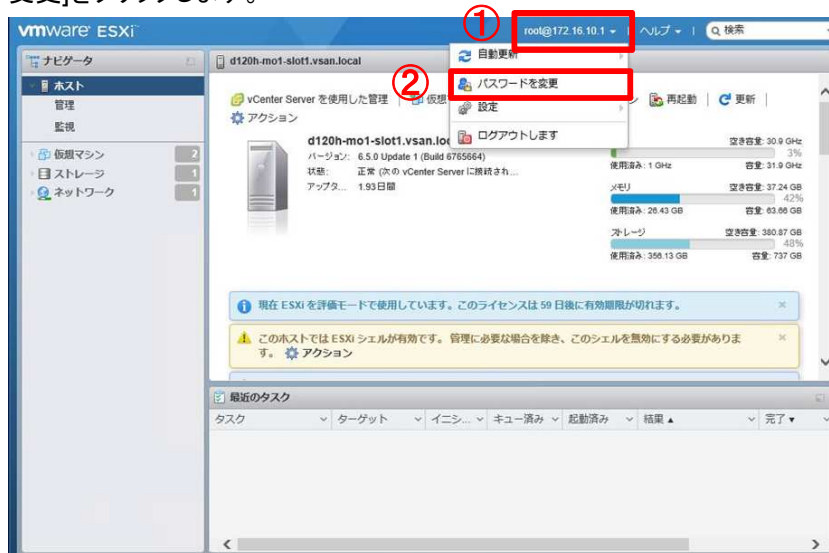 変更]をクリックします。
①
vmware ESXi
root@172.16.10.1 ヘルプ 検索
ナビゲータ
d120h-mo1-slot1.vsan.local
自動更新
②
パスワードを変更
設定
ログアウトします
ホスト
管理
監視
仮想マシン 2
ストレージ 1
ネットワーク 1
vCenter Server を使用した管理 仮想 ン 再起動 更新
アクション
d120h-mo1-slot1.vsan.loc
バージョン: 6.5.0 Update 1 (Build 6765664)
状態: 正常 (次の vCenter Server に接続され...
アップタ... 1.93日間
空き容量: 30.9 GHz
3%
使用済み: 1 GHz 容量: 31.9 GHz
メモリ 空き容量: 37.24 GB
42%
使用済み: 26.43 GB 容量: 63.66 GB
ストレージ 空き容量: 380.87 GB
48%
使用済み: 356.13 GB 容量: 737 GB
現在 ESXi を評価モードで使用しています。このライセンスは 59 日後に有効期限が切れます。
このホストでは ESXi シェルが有効です。管理に必要な場合を除き、このシェルを無効にする必要がありま
す。 アクション
最近のタスク
タスク ターゲット イニシ... キュー済み 起動済み 結果▲ 完了▼